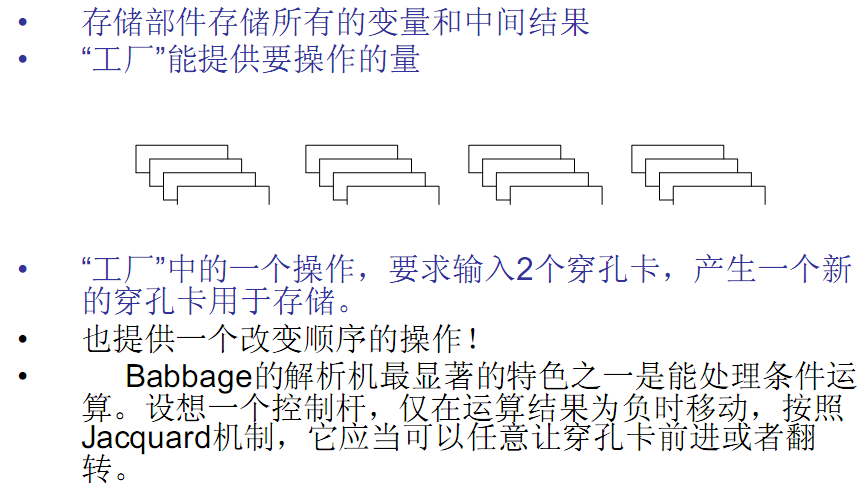 • 存储部件存储所有的变量和中间结果
• “工厂”能提供要操作的量
• “工厂”中的一个操作，要求输入2个穿孔卡，产生一个新
的穿孔卡用于存储。
• 也提供一个改变顺序的操作！
• Babbage的解析机最显著的特色之一是能处理条件运
算。设想一个控制杆，仅在运算结果为负时移动，按照
Jacquard机制，它应当可以任意让穿孔卡前进或者翻
转。